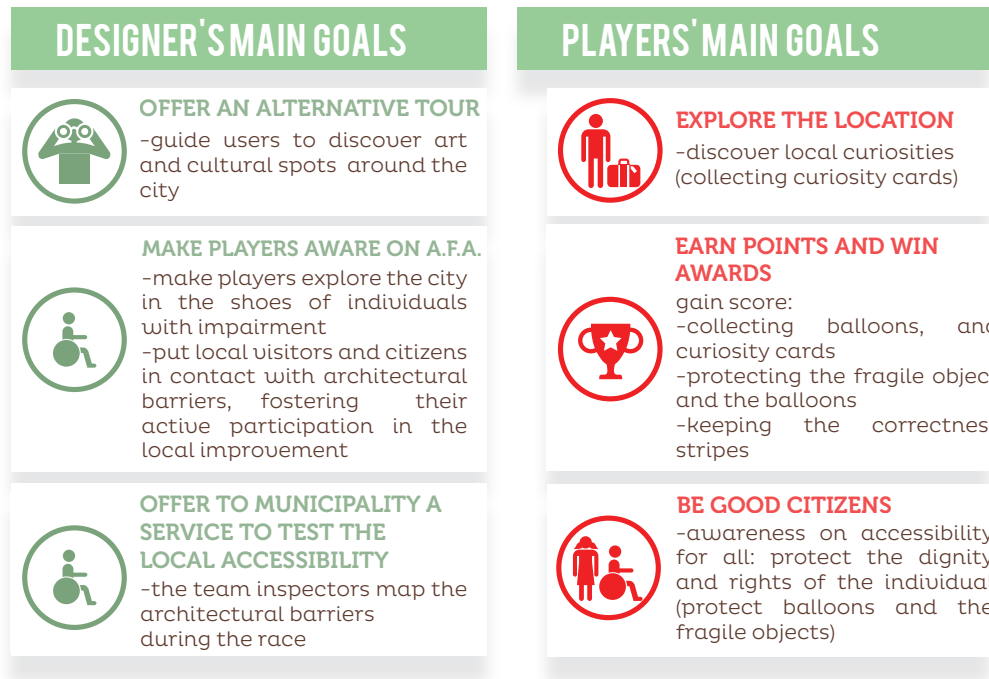 DESIGNER'S MAIN GOALS
OFFER AN ALTERNATIVE TOUR
-guide users to discover art
and cultural spots around the
city
MAKE PLAYERS AWARE ON A.F.A.
-make players explore the city
in the shoes of individuals
with impairment
-put local visitors and citizens
in contact with architectural
barriers, fostering their
active participation in the
local improvement
OFFER TO MUNICIPALITY A
SERVICE TO TEST THE
LOCAL ACCESSIBILITY
-the team inspectors map the
architectural barriers
during the race
PLAYERS' MAIN GOALS
EXPLORE THE LOCATION
-discover local curiosities
(collecting curiosity cards)
EARN POINTS AND WIN
AWARDS
gain score:
-collecting balloons, and
curiosity cards
-protecting the fragile objec
and the balloons
-keeping the correctnes
stripes
BE GOOD CITIZENS
-awareness on accessibility
for all: protect the dignity
and rights of the individual
(protect balloons and the
fragile objects)